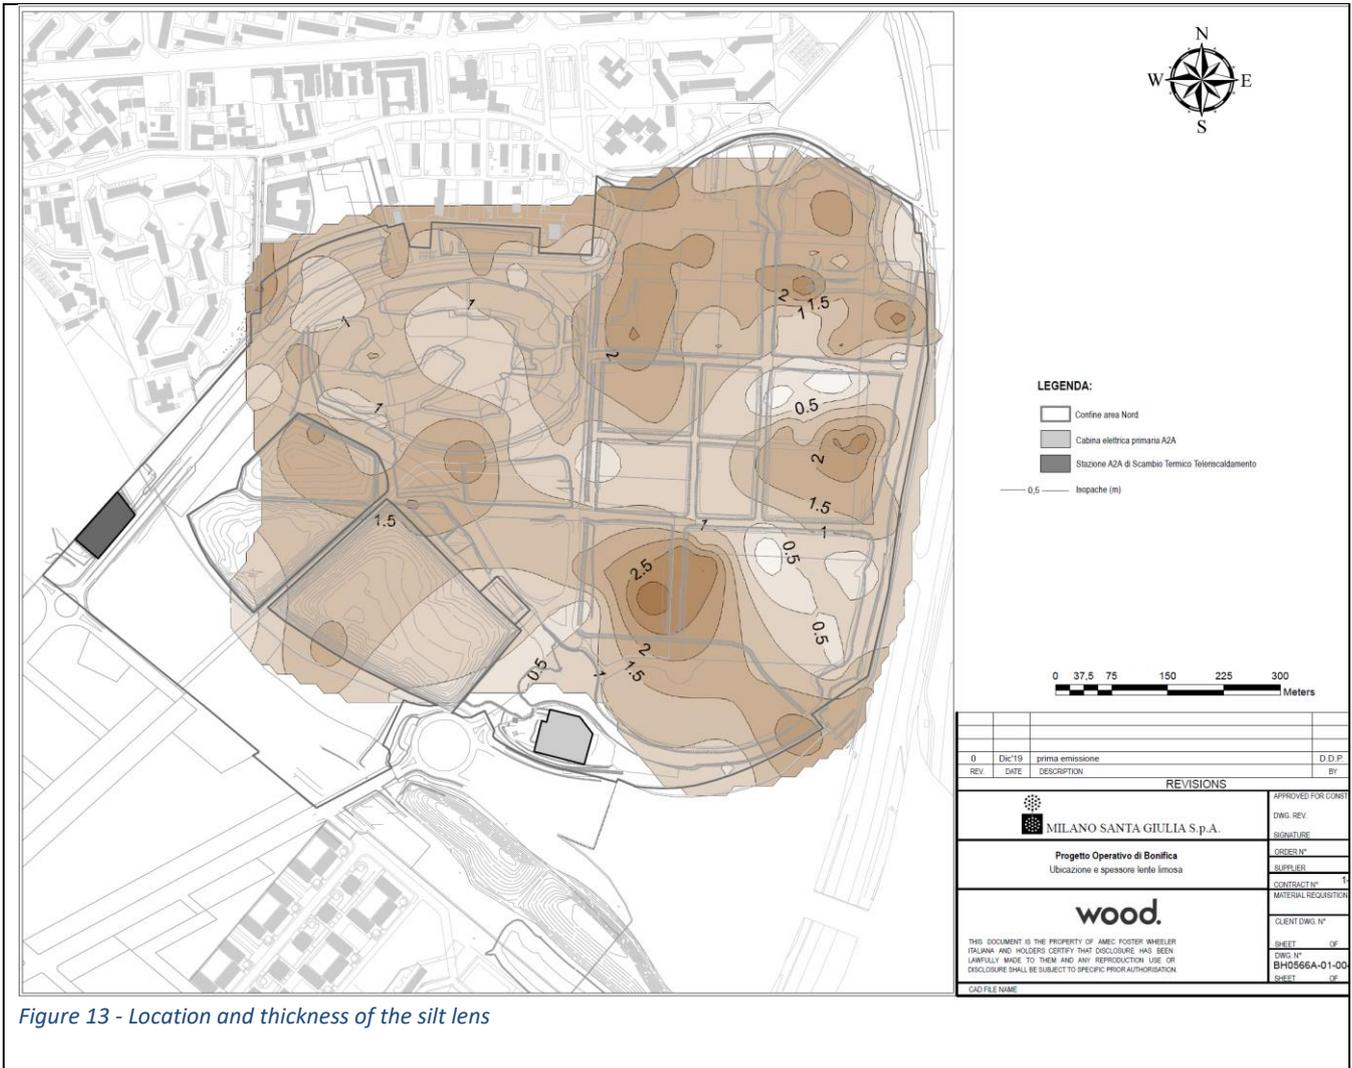 N
W E
S
1
1
1
2
2
1.5
1
0.5
2
1.5
1
1
1.5
0.5
2.5
0.5
2
1.5
1
0.5
LEGENDA:
Confine area Nord
Cabina elettrica primaria A2A
Stazione A2A di Scambio Termico Teleriscaldamento
0,5 Isopache (m)
0 37,5 75 150 225 300
Meters
0 Dic'19 prima emissione D.D.P.
REV. DATE DESCRIPTION BY
REVISIONS
MILANO SANTA GIULIA S.p.A.
Progetto Operativo di Bonifica
Ubicazione e spessore lente limosa
wood.
THIS DOCUMENT IS THE PROPERTY OF AMEC FOSTER WHEELER
ITALIANA AND HOLDERS CERTIFY THAT DISCLOSURE HAS BEEN
LAWFULLY MADE TO THEM AND ANY REPRODUCTION USE OR
DISCLOSURE SHALL BE SUBJECT TO SPECIFIC PRIOR AUTHORISATION.
CAD FILE NAME
APPROVED FOR CONST
DWG. REV.
SIGNATURE
ORDER N°
SUPPLIER
CONTRACT N° 1-
MATERIAL REQUISITION
CLIENT DWG. N°
SHEET OF
DWG. N°
BH0566A-01-00-
SHEET OF
Figure 13 - Location and thickness of the silt lens